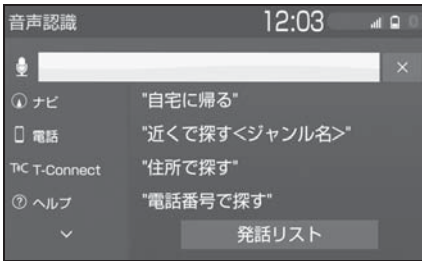 音声認識 12:03
ナビ "自宅に帰る"
電話 "近くで探す<ジャンル名>"
T-Connect "住所で探す"
ヘルプ "電話番号で探す"
発話リスト